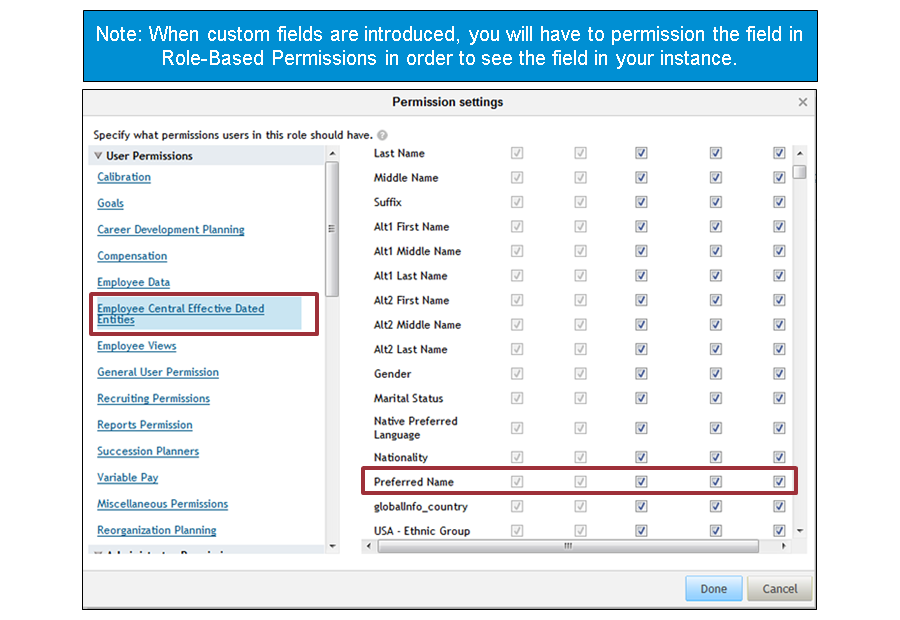 Note: When custom fields are introduced, you will have to permission the field in
Role-Based Permissions in order to see the field in your instance.
Permission settings
Specify what permissions users in this role should have.
User Permissions
Calibration
Goals
Career Development Planning
Compensation
Employee Data
Employee Central Effective Dated
Entities
Employee Views
General User Permission
Recruiting Permissions
Reports Permission
Succession Planners
Variable Pay
Miscellaneous Permissions
Reorganization Planning
Last Name
Middle Name
Suffix
Alt1 First Name
Alt1 Middle Name
Alt1 Last Name
Alt2 First Name
Alt2 Middle Name
Alt2 Last Name
Gender
Marital Status
Native Preferred
Language
Nationality
Preferred Name
globalInfo_country
USA - Ethnic Group
Done
Cancel